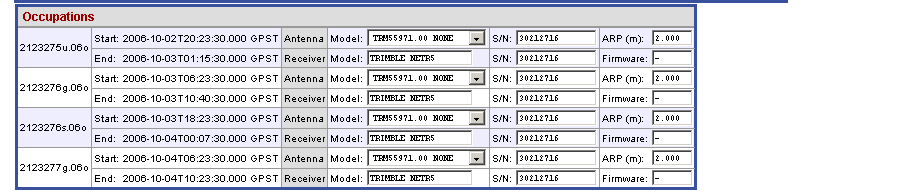 Occupations
2123275u.06o Start: 2006-10-02T20:23:30.000 GPST Antenna Model: TRM55971.00 NONE S/N: 30212716 ARP (m): 2.000
End: 2006-10-03T01:15:30.000 GPST Receiver Model: TRIMBLE NETR5 S/N: 30212716 Firmware: -
2123276g.06o Start: 2006-10-03T06:23:30.000 GPST Antenna Model: TRM55971.00 NONE S/N: 30212716 ARP (m): 2.000
End: 2006-10-03T10:40:30.000 GPST Receiver Model: TRIMBLE NETR5 S/N: 30212716 Firmware: -
2123276s.06o Start: 2006-10-03T18:23:30.000 GPST Antenna Model: TRM55971.00 NONE S/N: 30212716 ARP (m): 2.000
End: 2006-10-04T00:07:30.000 GPST Receiver Model: TRIMBLE NETR5 S/N: 30212716 Firmware: -
2123277g.06o Start: 2006-10-04T06:23:30.000 GPST Antenna Model: TRM55971.00 NONE S/N: 30212716 ARP (m): 2.000
End: 2006-10-04T10:23:30.000 GPST Receiver Model: TRIMBLE NETR5 S/N: 30212716 Firmware: -